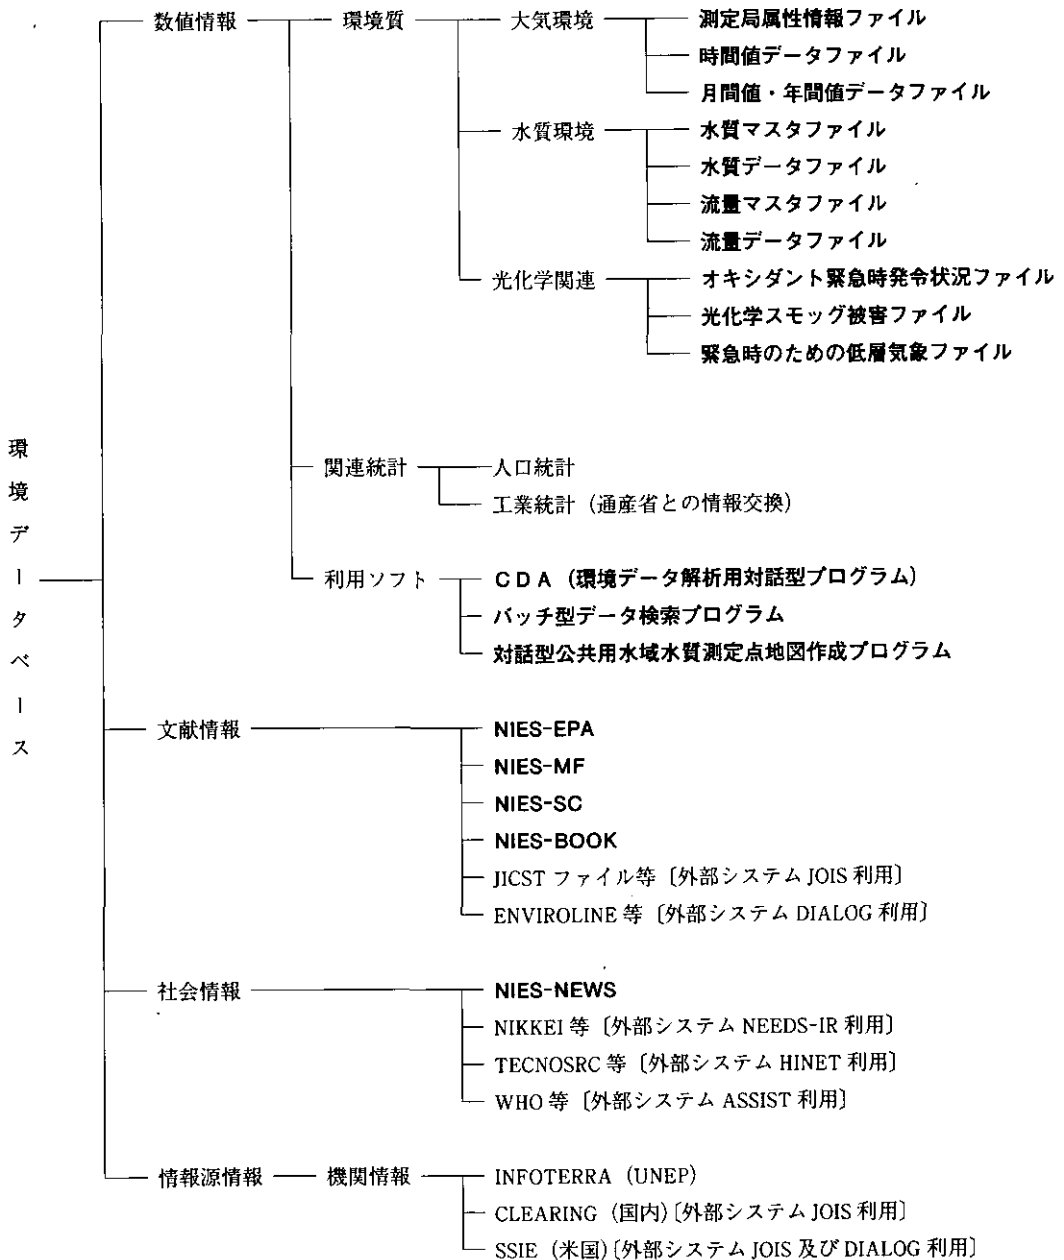 環境データベース
数値情報 環境質 大気環境 測定局属性情報ファイル
時間値データファイル
月間値・年間値データファイル
水質環境 水質マスタファイル
水質データファイル
流量マスタファイル
流量データファイル
光化学関連 オキシダント緊急時発令状況ファイル
光化学スモッグ被害ファイル
緊急時のための低層気象ファイル
関連統計 人口統計
工業統計（通産省との情報交換）
利用ソフト CDA（環境データ解析用対話型プログラム）
バッチ型データ検索プログラム
対話型公共用水域水質測定点地図作成プログラム
文献情報 NIES-EPA
NIES-MF
NIES-SC
NIES-BOOK
JICST ファイル等〔外部システム JOIS 利用〕
ENVIROLINE 等〔外部システム DIALOG 利用〕
社会情報 NIES-NEWS
NIKKEI 等〔外部システム NEEDS-IR 利用〕
TECNOSRC 等〔外部システム HINET 利用〕
WHO 等〔外部システム ASSIST 利用〕
情報源情報 機関情報 INFOTERRA（UNEP）
CLEARING（国内）〔外部システム JOIS 利用〕
SSIE（米国）〔外部システム JOIS 及び DIALOG 利用〕